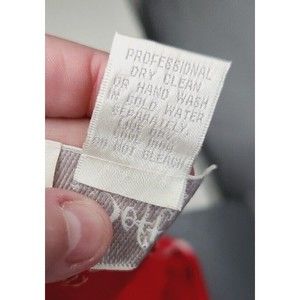 PROFESSIONAL
DRY CLEAN
OR HAND WASH
IN COLD WATER
SEPARATELY.
LINE DRY.
DO NOT BLEACH